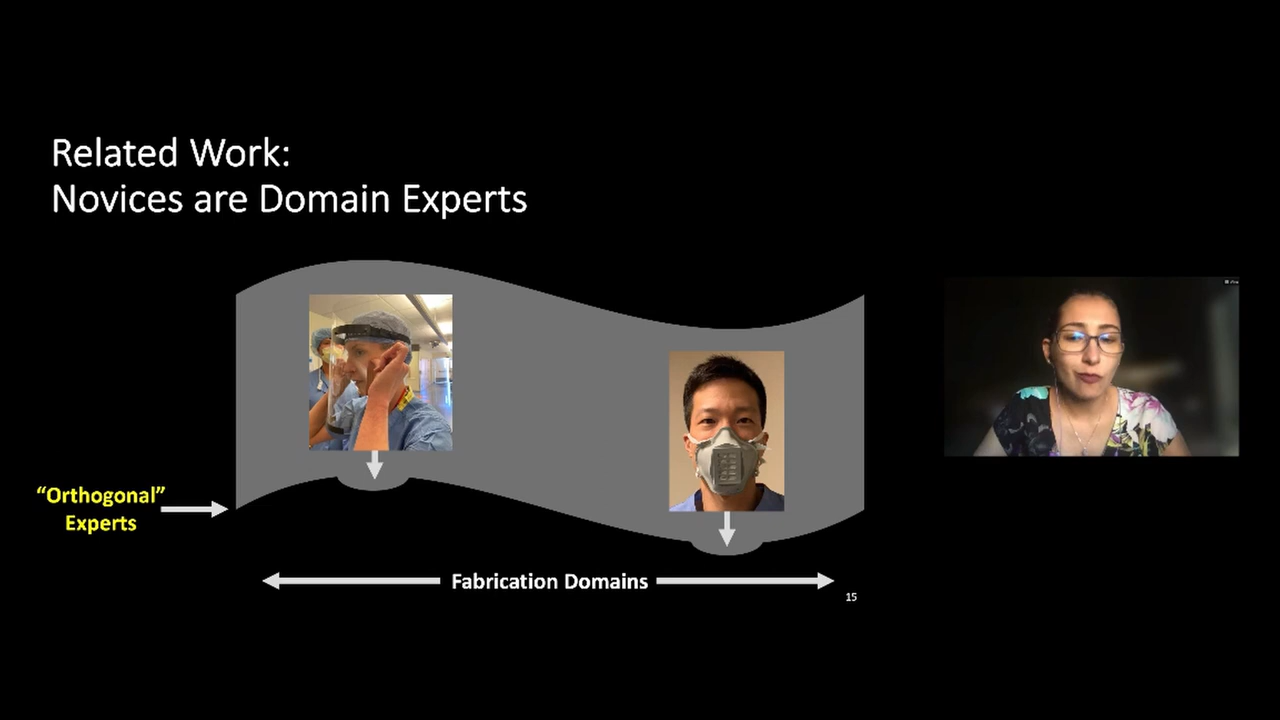 Related Work:
Novices are Domain Experts
“Orthogonal”
Experts
Fabrication Domains
15